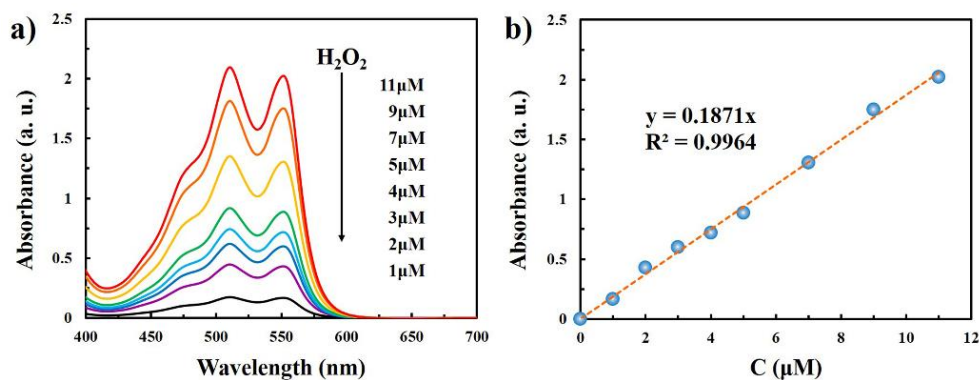 a)
2.5
2
1.5
1
0.5
0
Absorbance (a. u.)
H₂O₂
11μM
9μM
7μM
5μM
4μM
3μM
2μM
1μM
400 450 500 550 600 650 700
Wavelength (nm)
b)
2.5
2
1.5
1
0.5
0
Absorbance (a. u.)
y = 0.1871x
R² = 0.9964
0 2 4 6 8 10 12
C (μM)